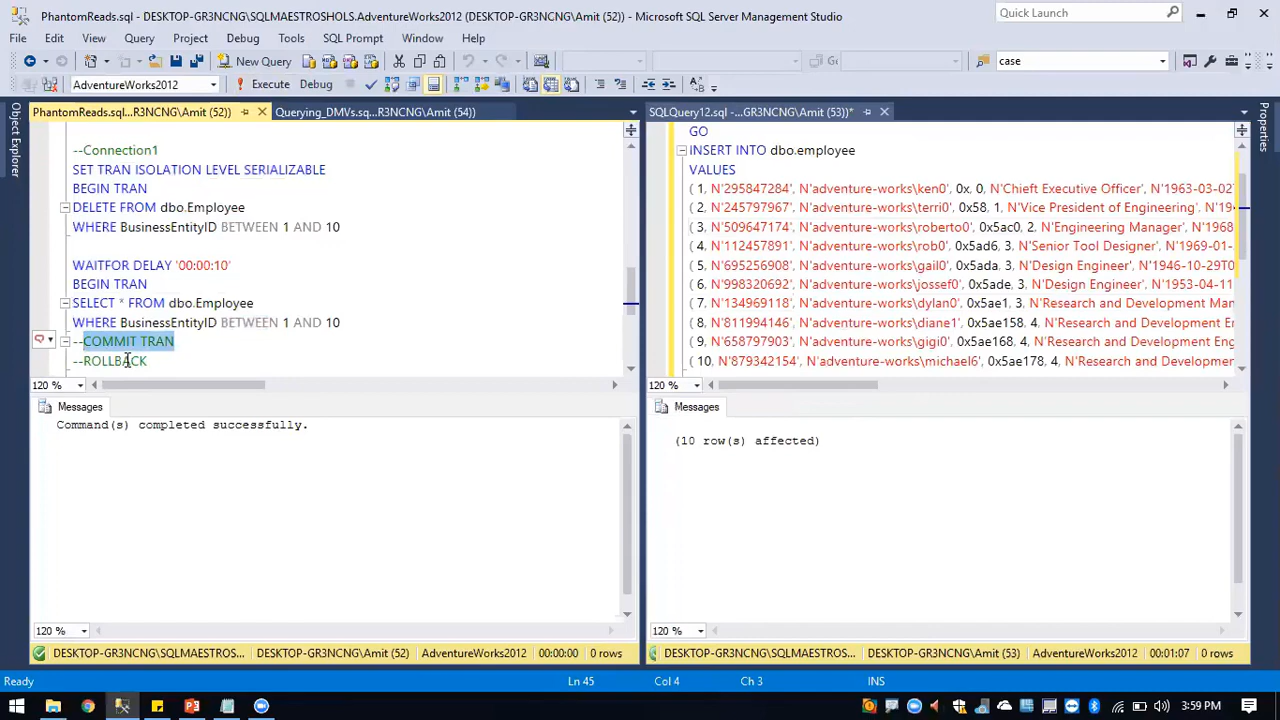 PhantomReads.sql - DESKTOP-GR3NCNG\SQLMAESTROSHOLS.AdventureWorks2012 (DESKTOP-GR3NCNG\Amit (52)) - Microsoft SQL Server Management Studio
Quick Launch
File Edit View Query Project Debug Tools SQL Prompt Window Help
New Query
case
AdventureWorks2012
Execute Debug
Object Explorer
PhantomReads.sql...R3NCNG\Amit (52))
Querying_DMVs.sq...R3NCNG\Amit (54))
SQLQuery12.sql -...GR3NCNG\Amit (53))*
Properties
--Connection1
SET TRAN ISOLATION LEVEL SERIALIZABLE
BEGIN TRAN
DELETE FROM dbo.Employee
WHERE BusinessEntityID BETWEEN 1 AND 10
WAITFOR DELAY '00:00:10'
BEGIN TRAN
SELECT * FROM dbo.Employee
WHERE BusinessEntityID BETWEEN 1 AND 10
--COMMIT TRAN
--ROLLBACK
120 %
Messages
Command(s) completed successfully.
120 %
DESKTOP-GR3NCNG\SQLMAESTROS... DESKTOP-GR3NCNG\Amit (52) AdventureWorks2012 00:00:00 0 rows
GO
INSERT INTO dbo.employee
VALUES
( 1, N'295847284', N'adventure-works\ken0', 0x, 0, N'Chieft Executive Officer', N'1963-03-02
( 2, N'245797967', N'adventure-works\terri0', 0x58, 1, N'Vice President of Engineering', N'19
( 3, N'509647174', N'adventure-works\roberto0', 0x5ac0, 2, N'Engineering Manager', N'1968
( 4, N'112457891', N'adventure-works\rob0', 0x5ad6, 3, N'Senior Tool Designer', N'1969-01-
( 5, N'695256908', N'adventure-works\gail0', 0x5ada, 3, N'Design Engineer', N'1946-10-29T0
( 6, N'998320692', N'adventure-works\jossef0', 0x5ade, 3, N'Design Engineer', N'1953-04-11
( 7, N'134969118', N'adventure-works\dylan0', 0x5ae1, 3, N'Research and Development Man
( 8, N'811994146', N'adventure-works\diane1', 0x5ae158, 4, N'Research and Development En
( 9, N'658797903', N'adventure-works\gigi0', 0x5ae168, 4, N'Research and Development Eng
( 10, N'879342154', N'adventure-works\michael6', 0x5ae178, 4, N'Research and Developmen
120 %
Messages
(10 row(s) affected)
120 %
DESKTOP-GR3NCNG\SQLMAESTROS... DESKTOP-GR3NCNG\Amit (53) AdventureWorks2012 00:01:07 0 rows
Ready Ln 45 Col 4 Ch 3 INS
3:59 PM